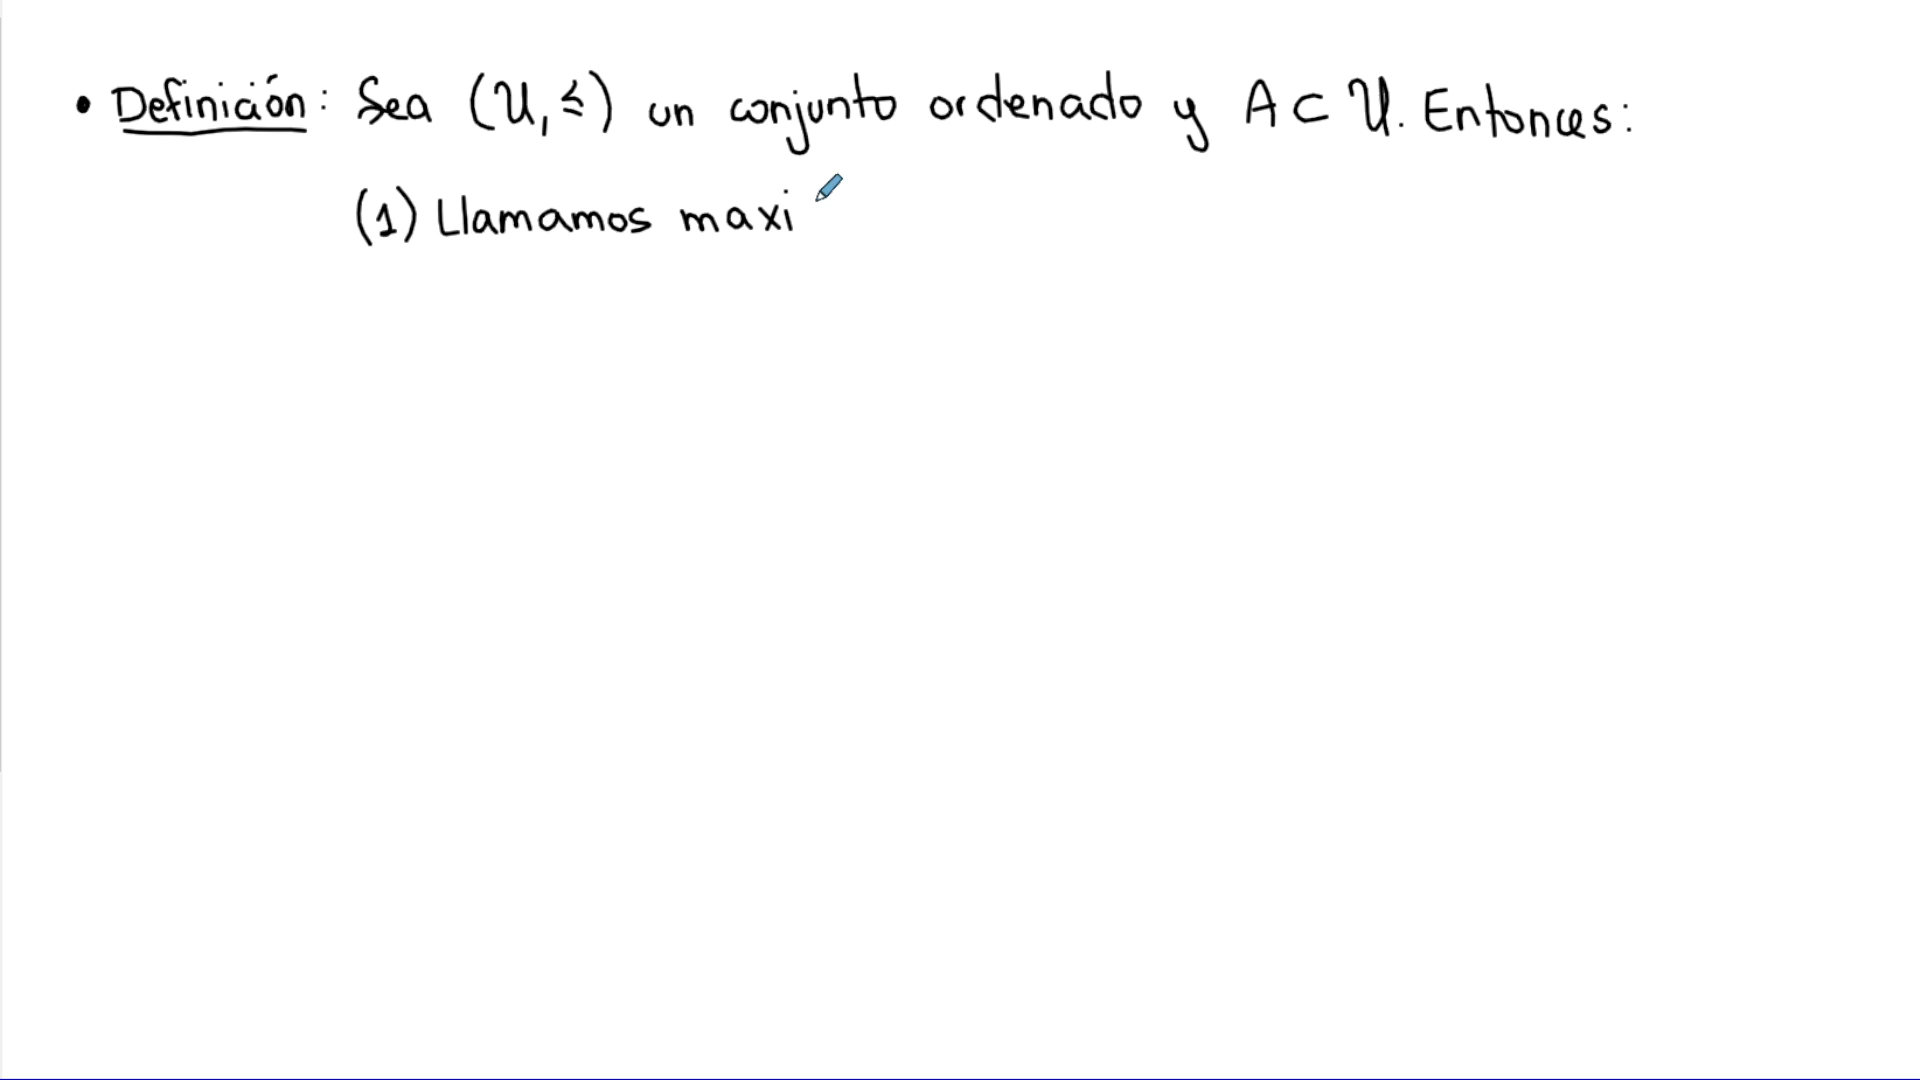 • Definición: Sea (U, ≤) un conjunto ordenado y A ⊂ U. Entonces:
(1) Llamamos maxi